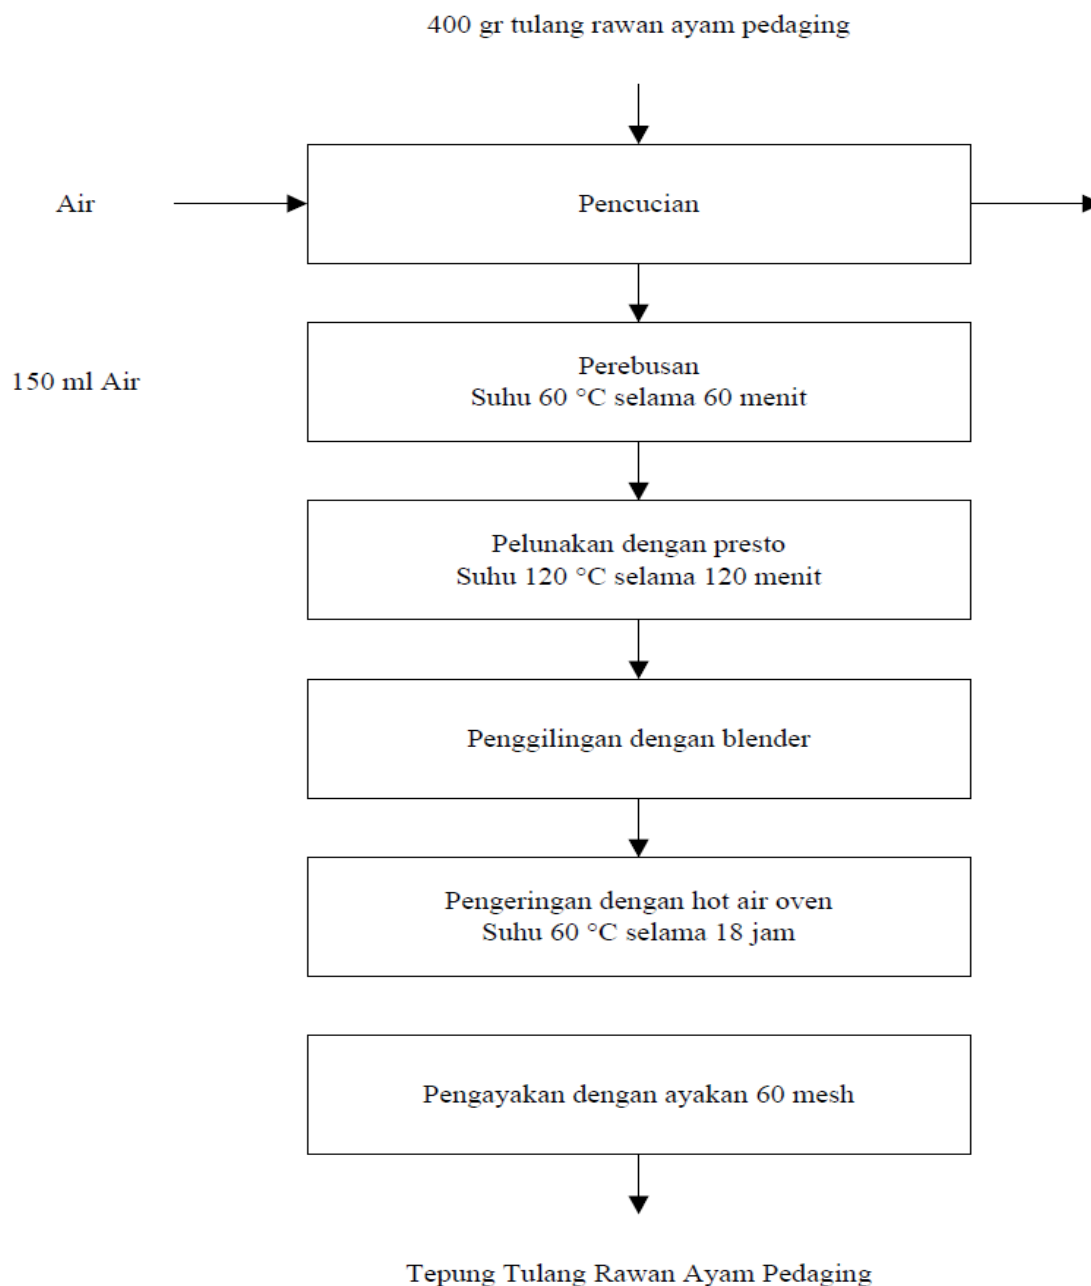 400 gr tulang rawan ayam pedaging
Air
Pencucian
150 ml Air
Perebusan
Suhu 60 °C selama 60 menit
Pelunakan dengan presto
Suhu 120 °C selama 120 menit
Penggilingan dengan blender
Pengeringan dengan hot air oven
Suhu 60 °C selama 18 jam
Pengayakan dengan ayakan 60 mesh
Tepung Tulang Rawan Ayam Pedaging